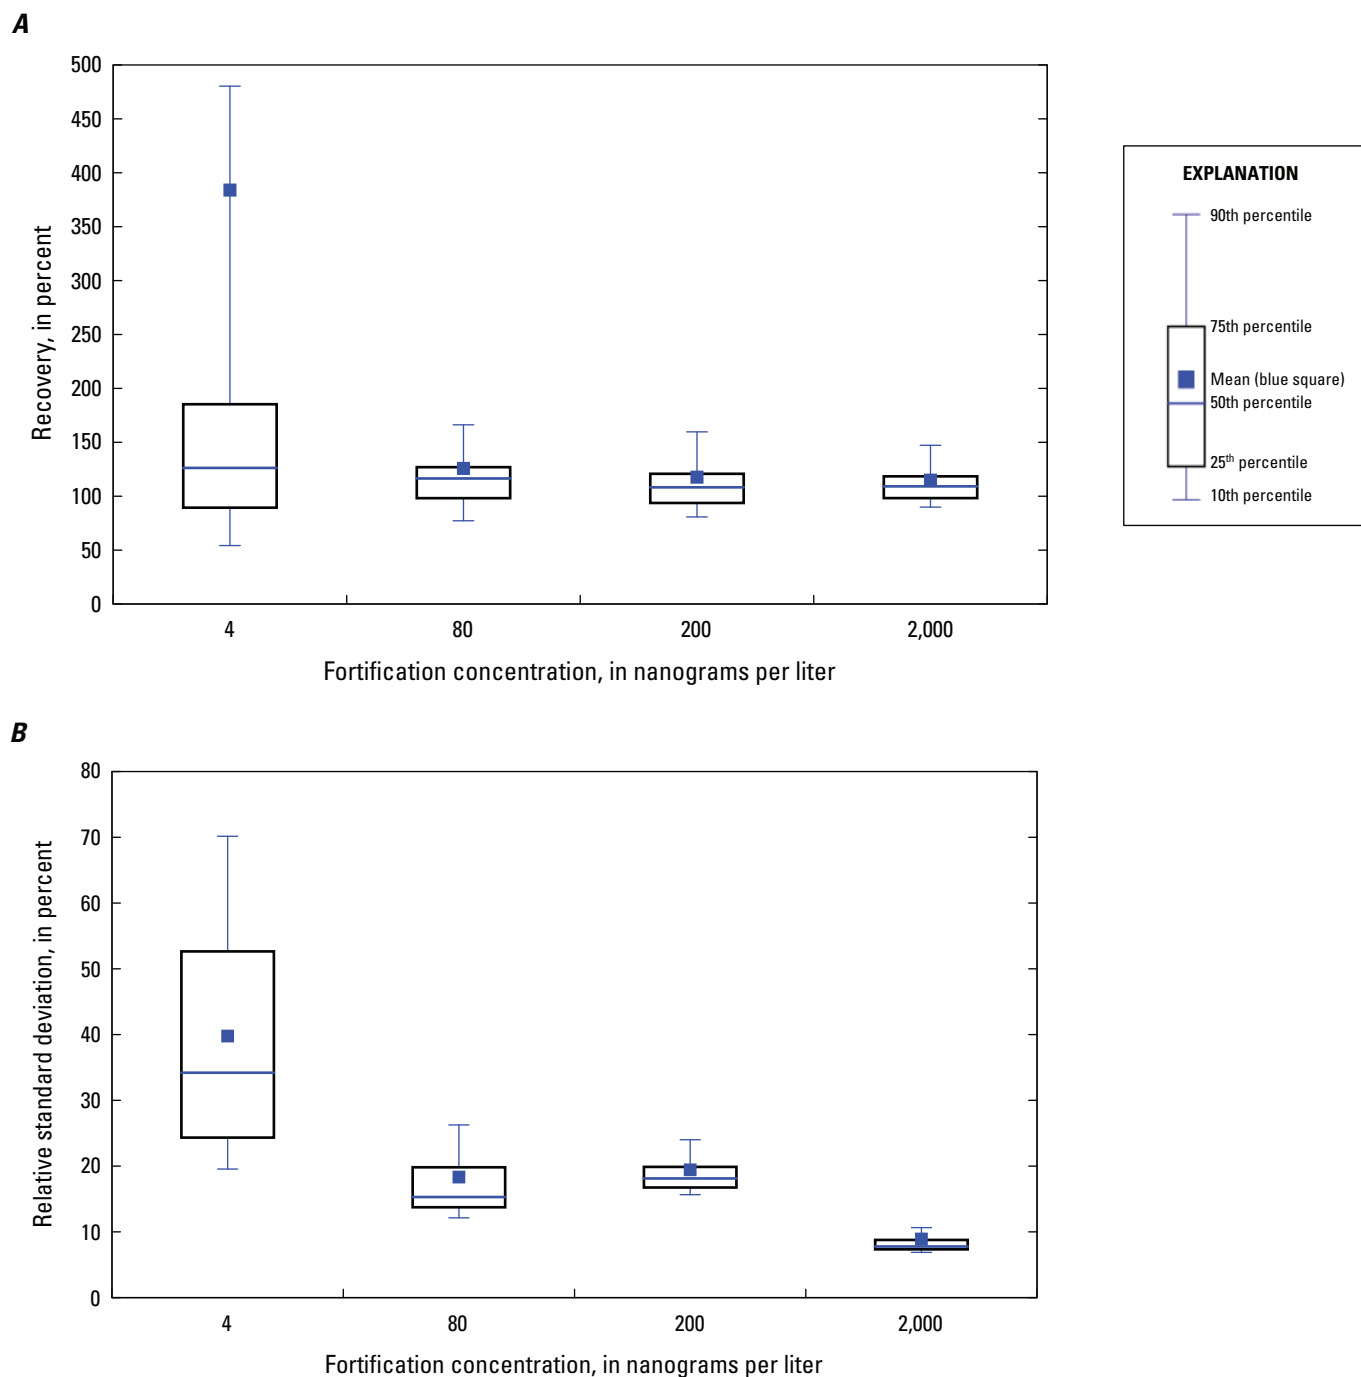 A
500
450
400
350
300
250
200
150
100
50
0
Recovery, in percent
4 80 200 2,000
Fortification concentration, in nanograms per liter
EXPLANATION
90th percentile
75th percentile
Mean (blue square)
50th percentile
25th percentile
10th percentile
B
80
70
60
50
40
30
20
10
0
Relative standard deviation, in percent
4 80 200 2,000
Fortification concentration, in nanograms per liter